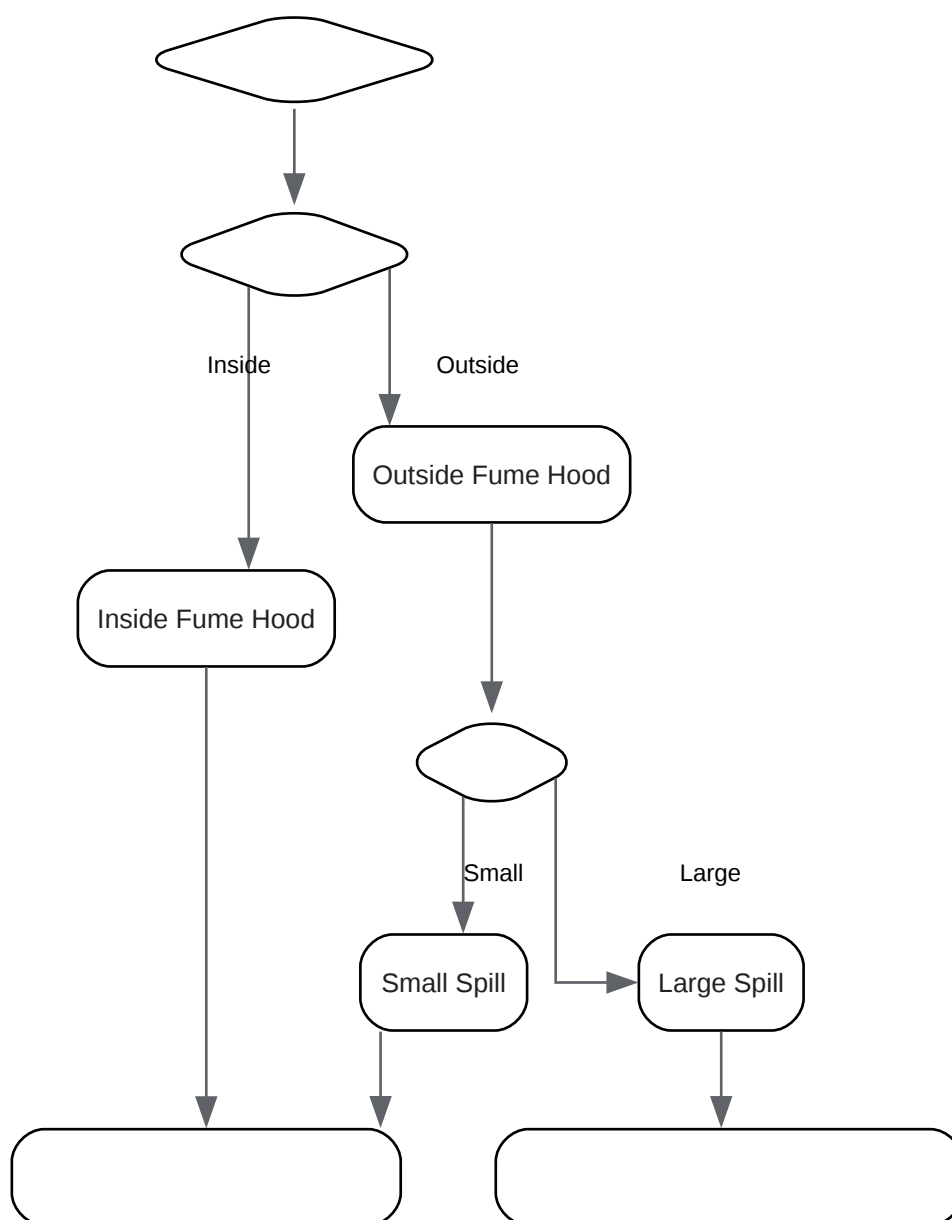 Inside
Outside
Outside Fume Hood
Inside Fume Hood
Small
Large
Small Spill
Large Spill